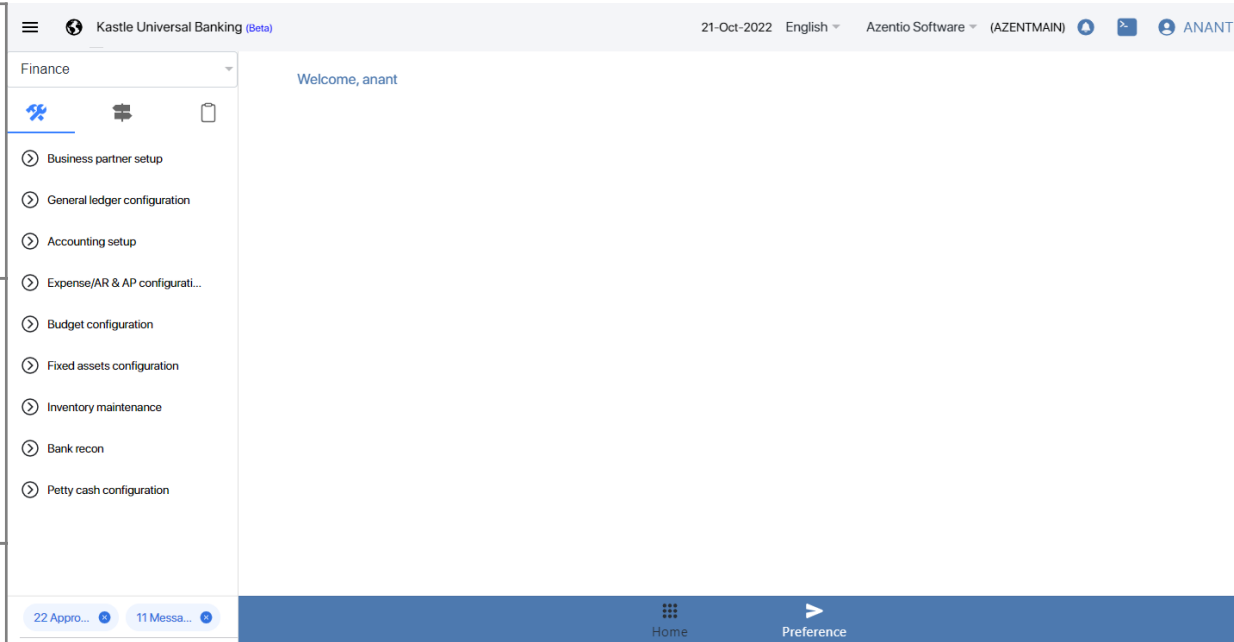 Kastle Universal Banking (Beta) 21-Oct-2022 English Azentio Software (AZENTMAIN) ANANT
Finance
Welcome, anant
Business partner setup
General ledger configuration
Accounting setup
Expense/AR & AP configurati...
Budget configuration
Fixed assets configuration
Inventory maintenance
Bank recon
Petty cash configuration
22 Appro... 11 Messa...
Home Preference